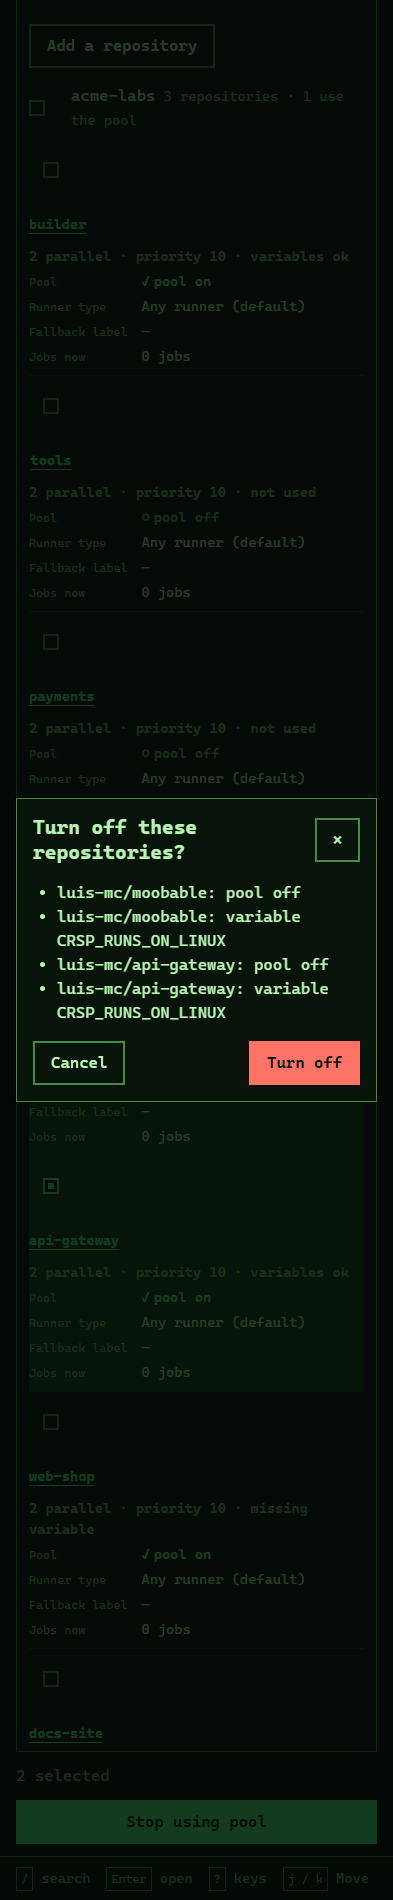 Add a repository
acme-labs 3 repositories · 1 use
the pool
builder
2 parallel · priority 10 · variables ok
Pool ✓ pool on
Runner type Any runner (default)
Fallback label —
Jobs now 0 jobs
tools
2 parallel · priority 10 · not used
Pool ○ pool off
Runner type Any runner (default)
Fallback label —
Jobs now 0 jobs
payments
2 parallel · priority 10 · not used
Pool ○ pool off
Runner type Any runner (default)
Turn off these
repositories?
×
• luis-mc/moobable: pool off
• luis-mc/moobable: variable
CRSP_RUNS_ON_LINUX
• luis-mc/api-gateway: pool off
• luis-mc/api-gateway: variable
CRSP_RUNS_ON_LINUX
Cancel Turn off
Fallback label —
Jobs now 0 jobs
api-gateway
2 parallel · priority 10 · variables ok
Pool ✓ pool on
Runner type Any runner (default)
Fallback label —
Jobs now 0 jobs
web-shop
2 parallel · priority 10 · missing
variable
Pool ✓ pool on
Runner type Any runner (default)
Fallback label —
Jobs now 0 jobs
docs-site
2 selected
Stop using pool
/ search Enter open ? keys j / k Move